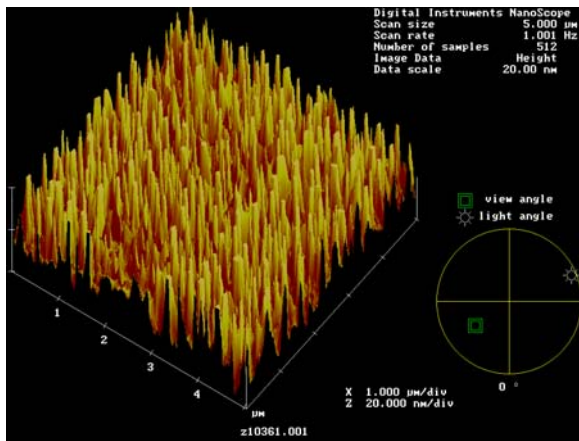 Digital Instruments NanoScope
Scan size 5.000 µm
Scan rate 1.001 Hz
Number of samples 512
Image Data Height
Data scale 20.00 nm
view angle
light angle
1
2
3
4
µm
X 1.000 µm/div
Z 20.000 nm/div
0 °
z10361.001